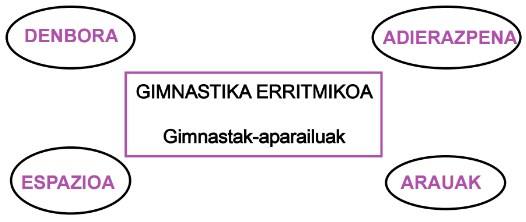 DENBORA
ADIERAZPENA
GIMNASTIKA ERRITMIKOA
Gimnastak-aparailuak
ESPAZIOA
ARAUAK